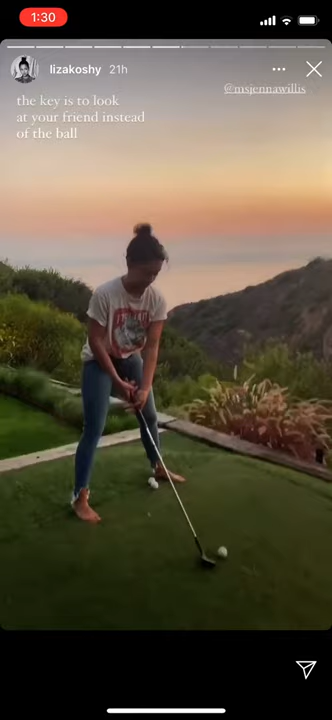 1:30
lizakoshy 21h
@msjennawillis
the key is to look
at your friend instead
of the ball